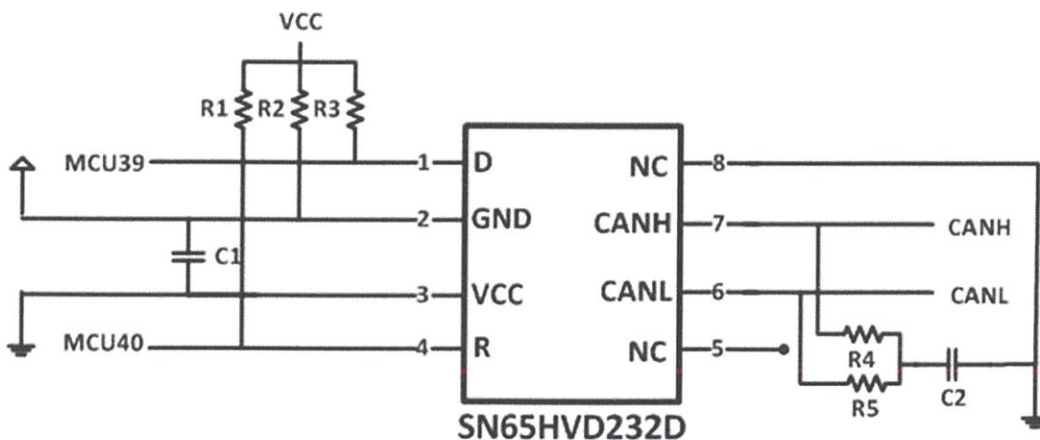 VCC
R1 R2 R3
MCU39 1 D NC 8
2 GND CANH 7 CANH
C1
3 VCC CANL 6 CANL
MCU40 4 R NC 5
R4
R5 C2
SN65HVD232D